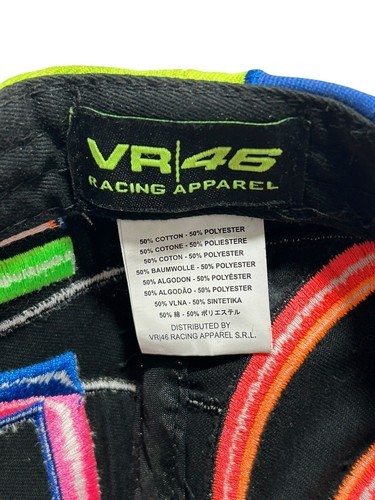 VR|46
RACING APPAREL
50% COTTON - 50% POLYESTER
50% COTONE - 50% POLIESTERE
50% COTON - 50% POLYESTER
50% BAUMWOLLE - 50% POLYESTER
50% ALGODON - 50% POLYÉSTER
50% ALGODÃO - 50% POLYESTER
50% VLNA - 50% SINTETIKA
50% 綿 - 50% ポリエステル
DISTRIBUTED BY
VR|46 RACING APPAREL S.R.L.